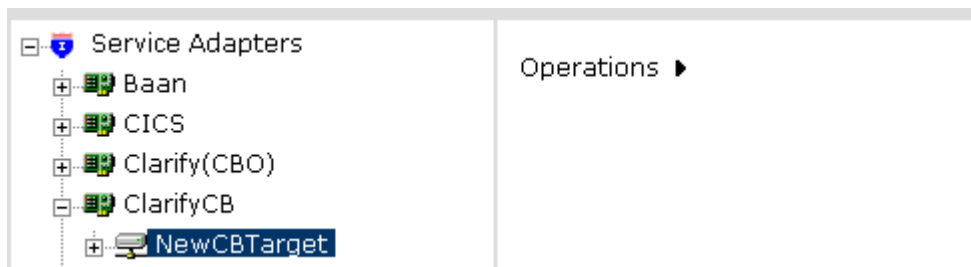 Service Adapters
Baan
CICS
Clarify(CBO)
ClarifyCB
NewCBTarget
Operations